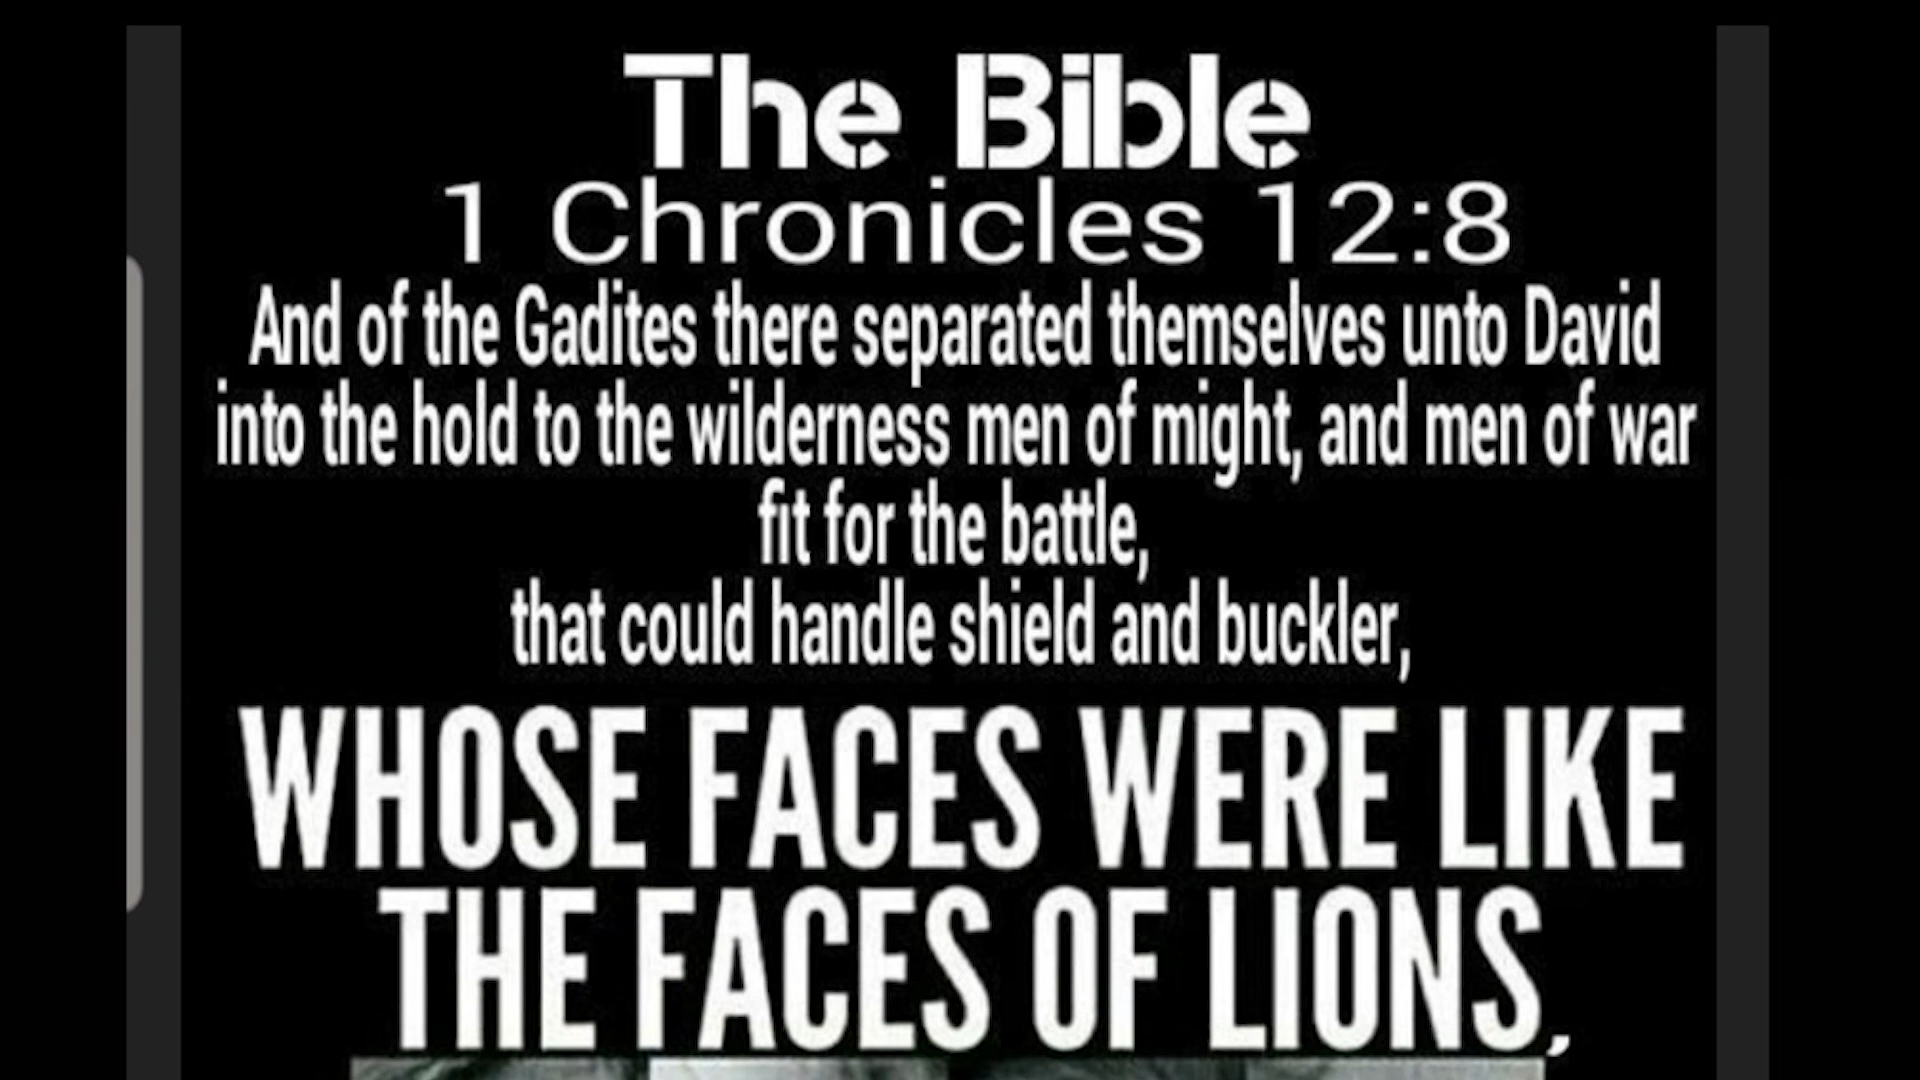 The Bible
1 Chronicles 12:8
And of the Gadites there separated themselves unto David
into the hold to the wilderness men of might, and men of war
fit for the battle,
that could handle shield and buckler,
WHOSE FACES WERE LIKE
THE FACES OF LIONS,